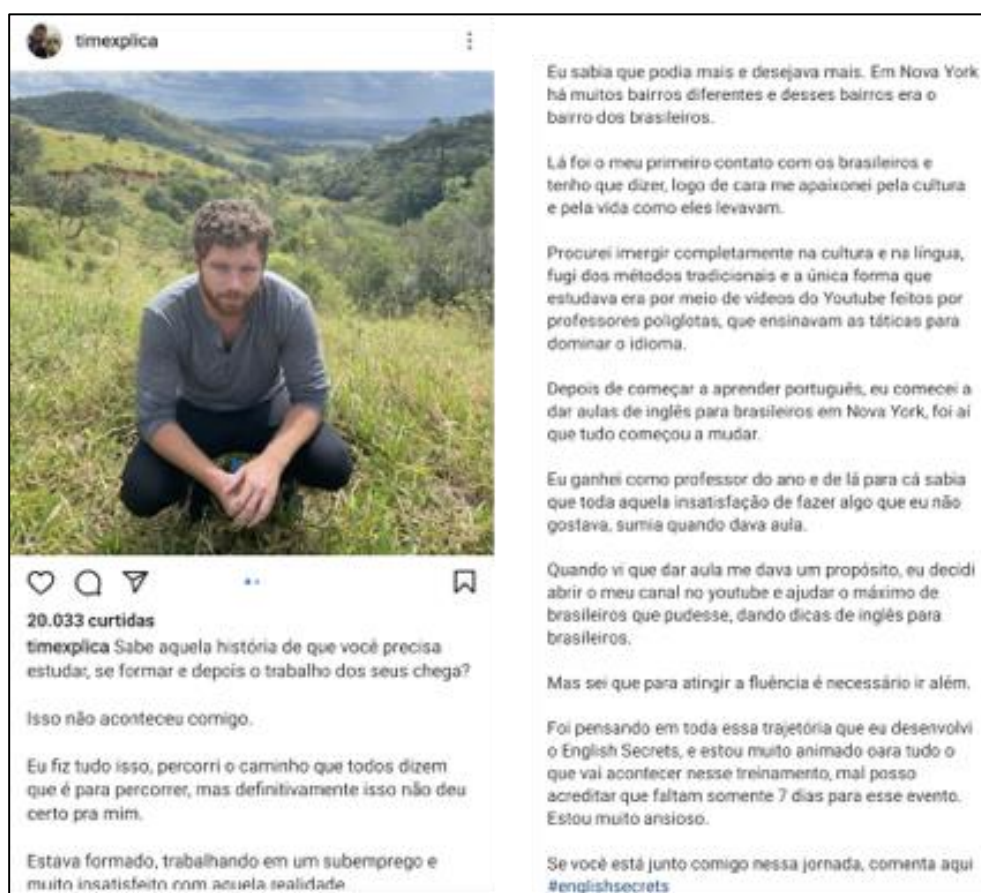 timexplica
20.033 curtidas
timexplica Sabe aquela história de que você precisa
estudar, se formar e depois o trabalho dos seus chega?
Isso não aconteceu comigo.
Eu fiz tudo isso, percorri o caminho que todos dizem
que é para percorrer, mas definitivamente isso não deu
certo pra mim.
Estava formado, trabalhando em um subemprego e
muito insatisfeito com aquela realidade
Eu sabia que podia mais e desejava mais. Em Nova York
há muitos bairros diferentes e desses bairros era o
bairro dos brasileiros.
Lá foi o meu primeiro contato com os brasileiros e
tenho que dizer, logo de cara me apaixonei pela cultura
e pela vida como eles levavam.
Procurei imergir completamente na cultura e na língua,
fugi dos métodos tradicionais e a única forma que
estudava era por meio de vídeos do Youtube feitos por
professores poliglotas, que ensinavam as táticas para
dominar o idioma.
Depois de começar a aprender português, eu comecei a
dar aulas de inglês para brasileiros em Nova York, foi aí
que tudo começou a mudar.
Eu ganhei como professor do ano e de lá para cá sabia
que toda aquela insatisfação de fazer algo que eu não
gostava, sumia quando dava aula.
Quando vi que dar aula me dava um propósito, eu decidi
abrir o meu canal no youtube e ajudar o máximo de
brasileiros que pudesse, dando dicas de inglês para
brasileiros.
Mas sei que para atingir a fluência é necessário ir além.
Foi pensando em toda essa trajetória que eu desenvolvi
o English Secrets, e estou muito animado oara tudo o
que vai acontecer nesse treinamento, mal posso
acreditar que faltam somente 7 dias para esse evento.
Estou muito ansioso.
Se você está junto comigo nessa jornada, comenta aqui
#englishsecrets